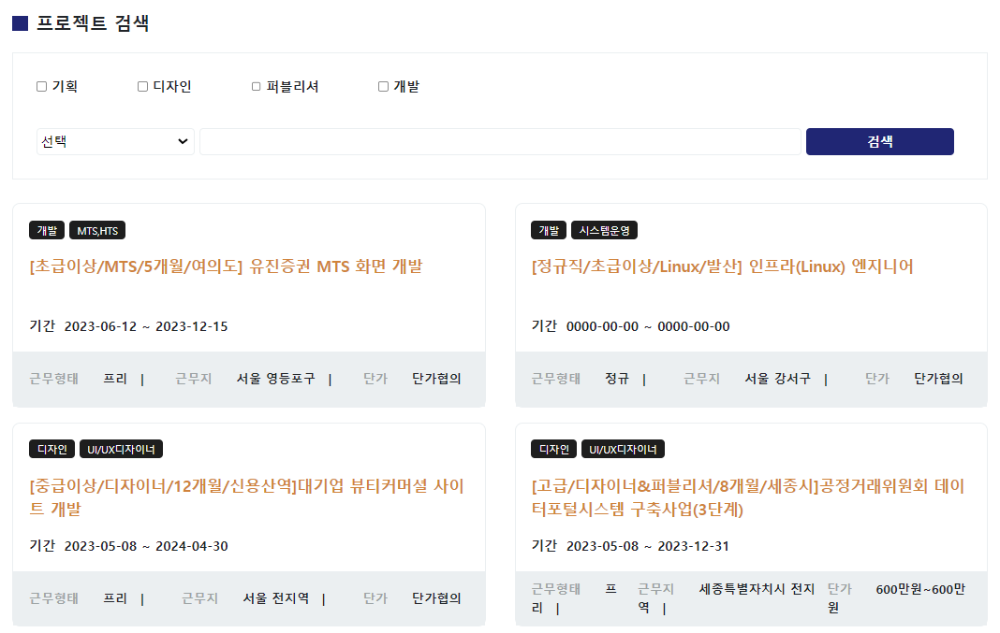 프로젝트 검색
기획 디자인 퍼블리셔 개발
선택 검색
개발 MTS,HTS
[초급이상/MTS/5개월/여의도] 유진증권 MTS 화면 개발
기간 2023-06-12 ~ 2023-12-15
근무형태 프리 | 근무지 서울 영등포구 | 단가 단가협의
개발 시스템운영
[정규직/초급이상/Linux/발산] 인프라(Linux) 엔지니어
기간 0000-00-00 ~ 0000-00-00
근무형태 정규 | 근무지 서울 강서구 | 단가 단가협의
디자인 UI/UX디자이너
[중급이상/디자이너/12개월/신용산역]대기업 뷰티커머셜 사이
트 개발
기간 2023-05-08 ~ 2024-04-30
근무형태 프리 | 근무지 서울 전지역 | 단가 단가협의
디자인 UI/UX디자이너
[고급/디자이너&퍼블리셔/8개월/세종시]공정거래위원회 데이
터포털시스템 구축사업(3단계)
기간 2023-05-08 ~ 2023-12-31
근무형태 프 근무지 세종특별자치시 전지 단가 600만원~600만
리 | 역 | 원